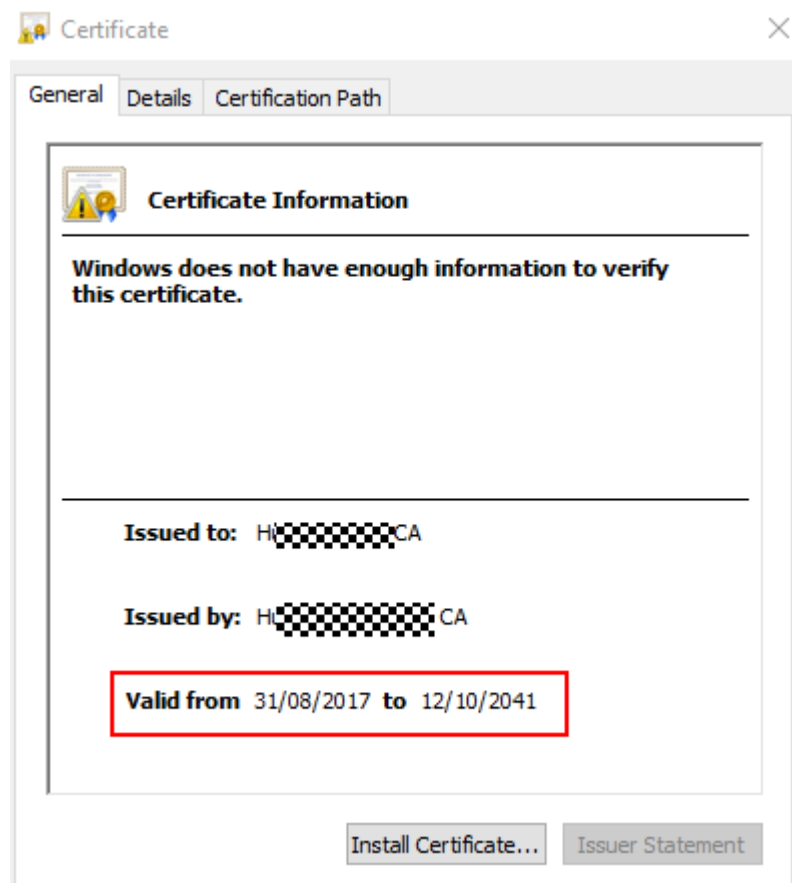 Certificate
General Details Certification Path
Certificate Information
Windows does not have enough information to verify
this certificate.
Issued to: CA
Issued by: CA
Valid from 31/08/2017 to 12/10/2041
Install Certificate... Issuer Statement